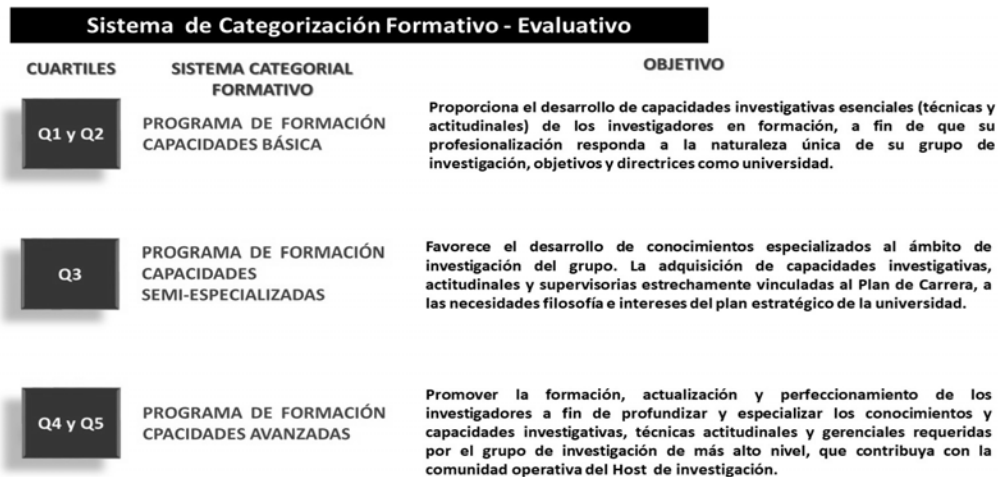 Sistema de Categorización Formativo - Evaluativo
CUARTILES
SISTEMA CATEGORIAL
FORMATIVO
OBJETIVO
Q1 y Q2
PROGRAMA DE FORMACIÓN
CAPACIDADES BÁSICA
Proporciona el desarrollo de capacidades investigativas esenciales (técnicas y
actitudinales) de los investigadores en formación, a fin de que su
profesionalización responda a la naturaleza única de su grupo de
investigación, objetivos y directrices como universidad.
Q3
PROGRAMA DE FORMACIÓN
CAPACIDADES
SEMI-ESPECIALIZADAS
Favorece el desarrollo de conocimientos especializados al ámbito de
investigación del grupo. La adquisición de capacidades investigativas,
actitudinales y supervisorias estrechamente vinculadas al Plan de Carrera, a
las necesidades filosofía e intereses del plan estratégico de la universidad.
Q4 y Q5
PROGRAMA DE FORMACIÓN
CPACIDADES AVANZADAS
Promover la formación, actualización y perfeccionamiento de los
investigadores a fin de profundizar y especializar los conocimientos y
capacidades investigativas, técnicas actitudinales y gerenciales requeridas
por el grupo de investigación de más alto nivel, que contribuya con la
comunidad operativa del Host de investigación.